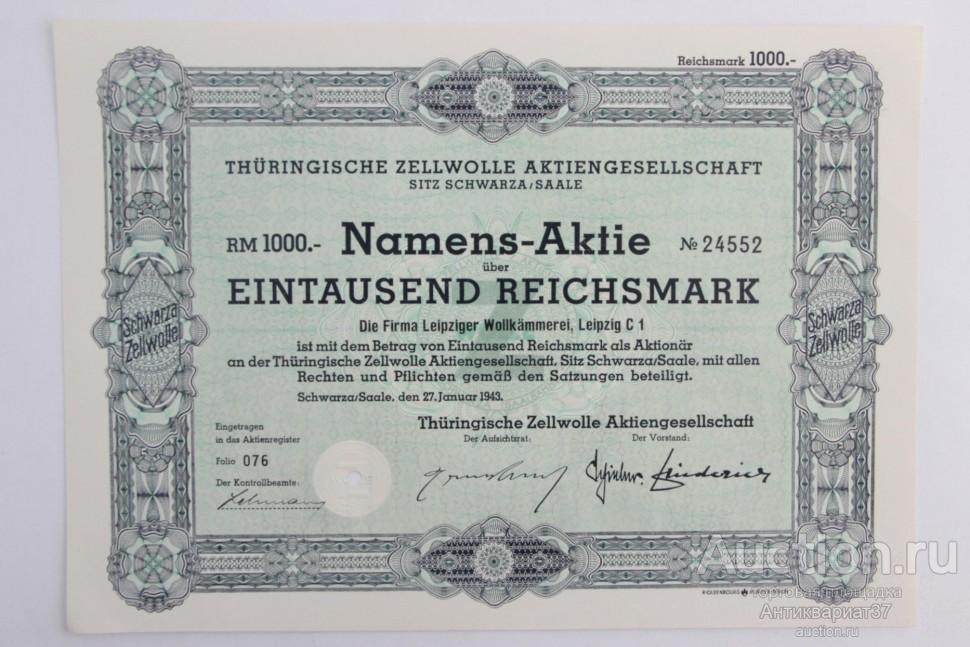 Reichsmark 1000.-
THÜRINGISCHE ZELLWOLLE AKTIENGESELLSCHAFT
SITZ SCHWARZA/SAALE
RM 1000.- Namens-Aktie № 24552
über
EINTAUSEND REICHSMARK
Schwarza
Zellwolle
Schwarza
Zellwolle
Die Firma Leipziger Wollkämmerei, Leipzig C 1
ist mit dem Betrag von Eintausend Reichsmark als Aktionär
an der Thüringische Zellwolle Aktiengesellschaft, Sitz Schwarza/Saale, mit allen
Rechten und Pflichten gemäß den Satzungen beteiligt.
Schwarza/Saale, den 27. Januar 1943.
Thüringische Zellwolle Aktiengesellschaft
Der Aufsichtsrat: Der Vorstand:
Eingetragen
in das Aktienregister
Folio 076
Der Kontrollbeamte:
Lehmann
Auction.ru
R·OLDENBOURG
торговая площадка
Антиквариат37
auction.ru